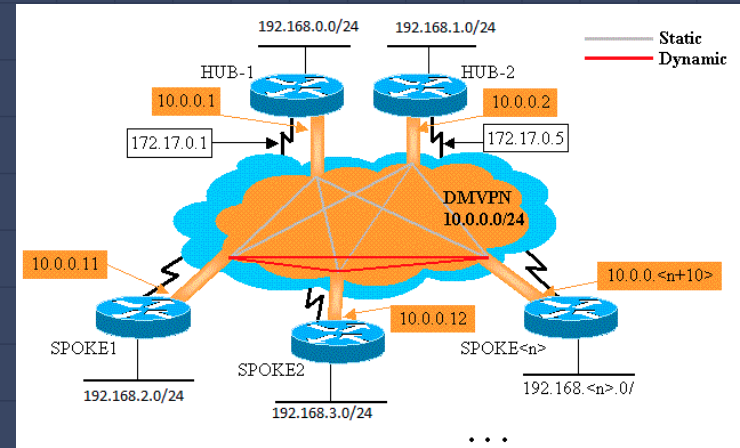 192.168.0.0/24
192.168.1.0/24
Static
Dynamic
HUB-1
HUB-2
10.0.0.1
10.0.0.2
172.17.0.1
172.17.0.5
DMVPN
10.0.0.0/24
10.0.0.11
10.0.0.<n+10>
10.0.0.12
SPOKE1
SPOKE2
SPOKE<n>
192.168.2.0/24
192.168.3.0/24
192.168.<n>.0/
. . .